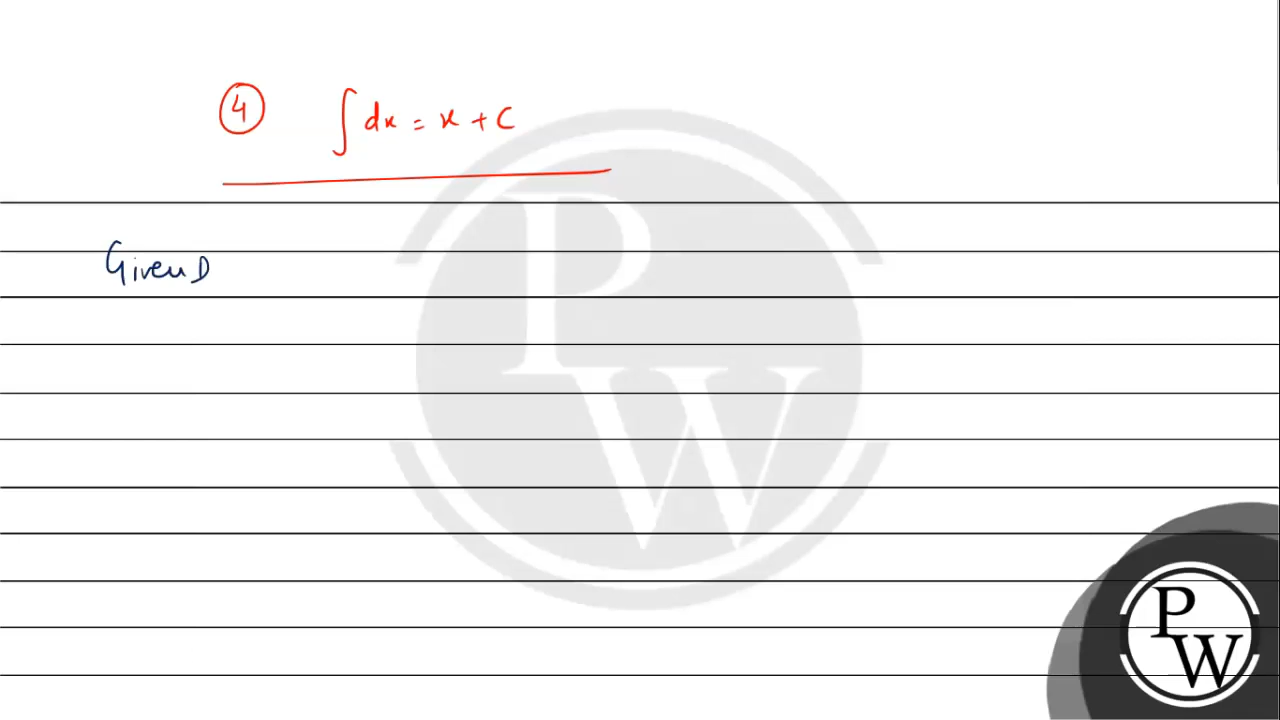 ④ ∫dx = x + C
Given D
P
W
P
W